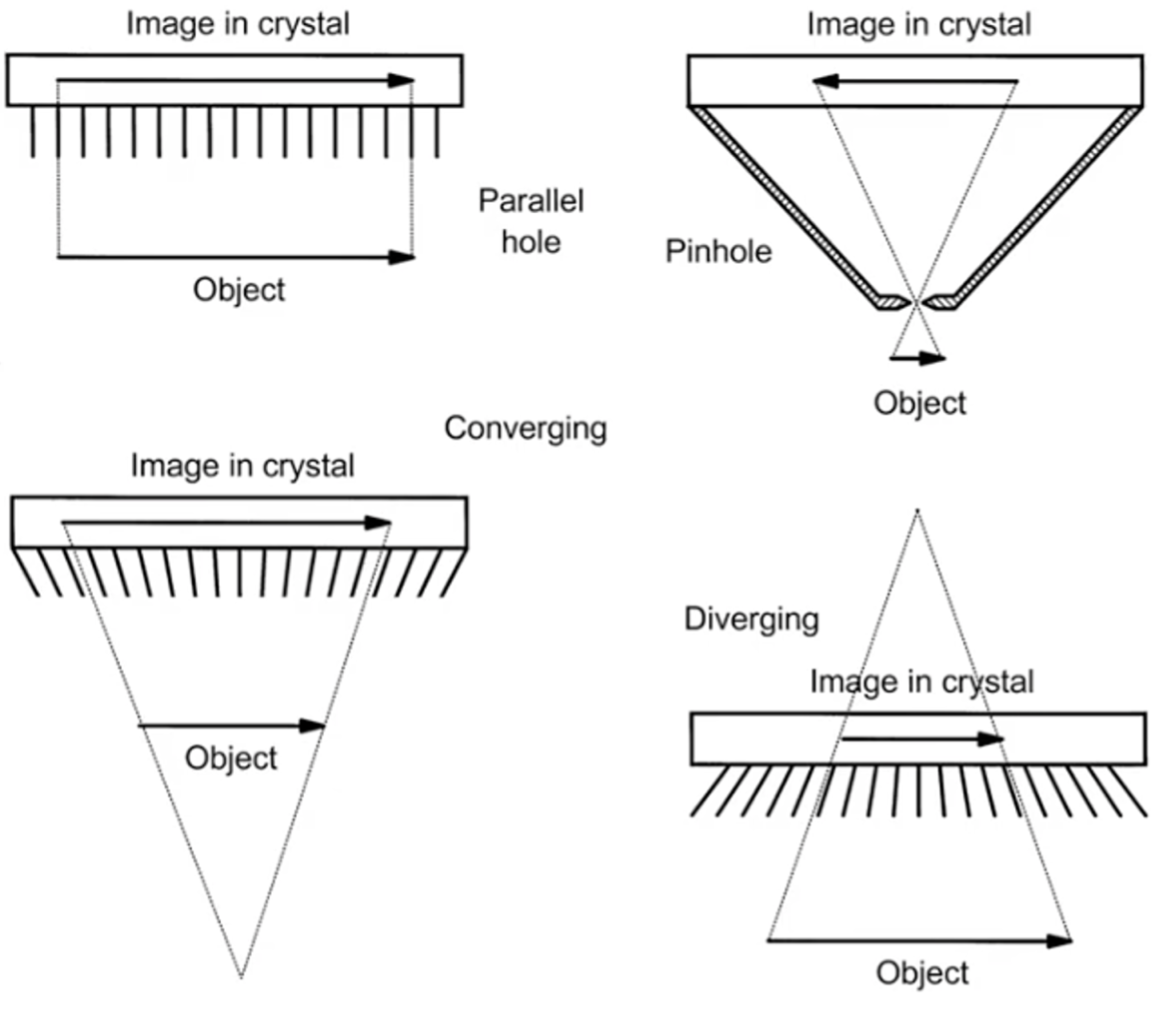 Image in crystal
Parallel
hole
Object
Image in crystal
Pinhole
Object
Converging
Image in crystal
Object
Diverging
Image in crystal
Object